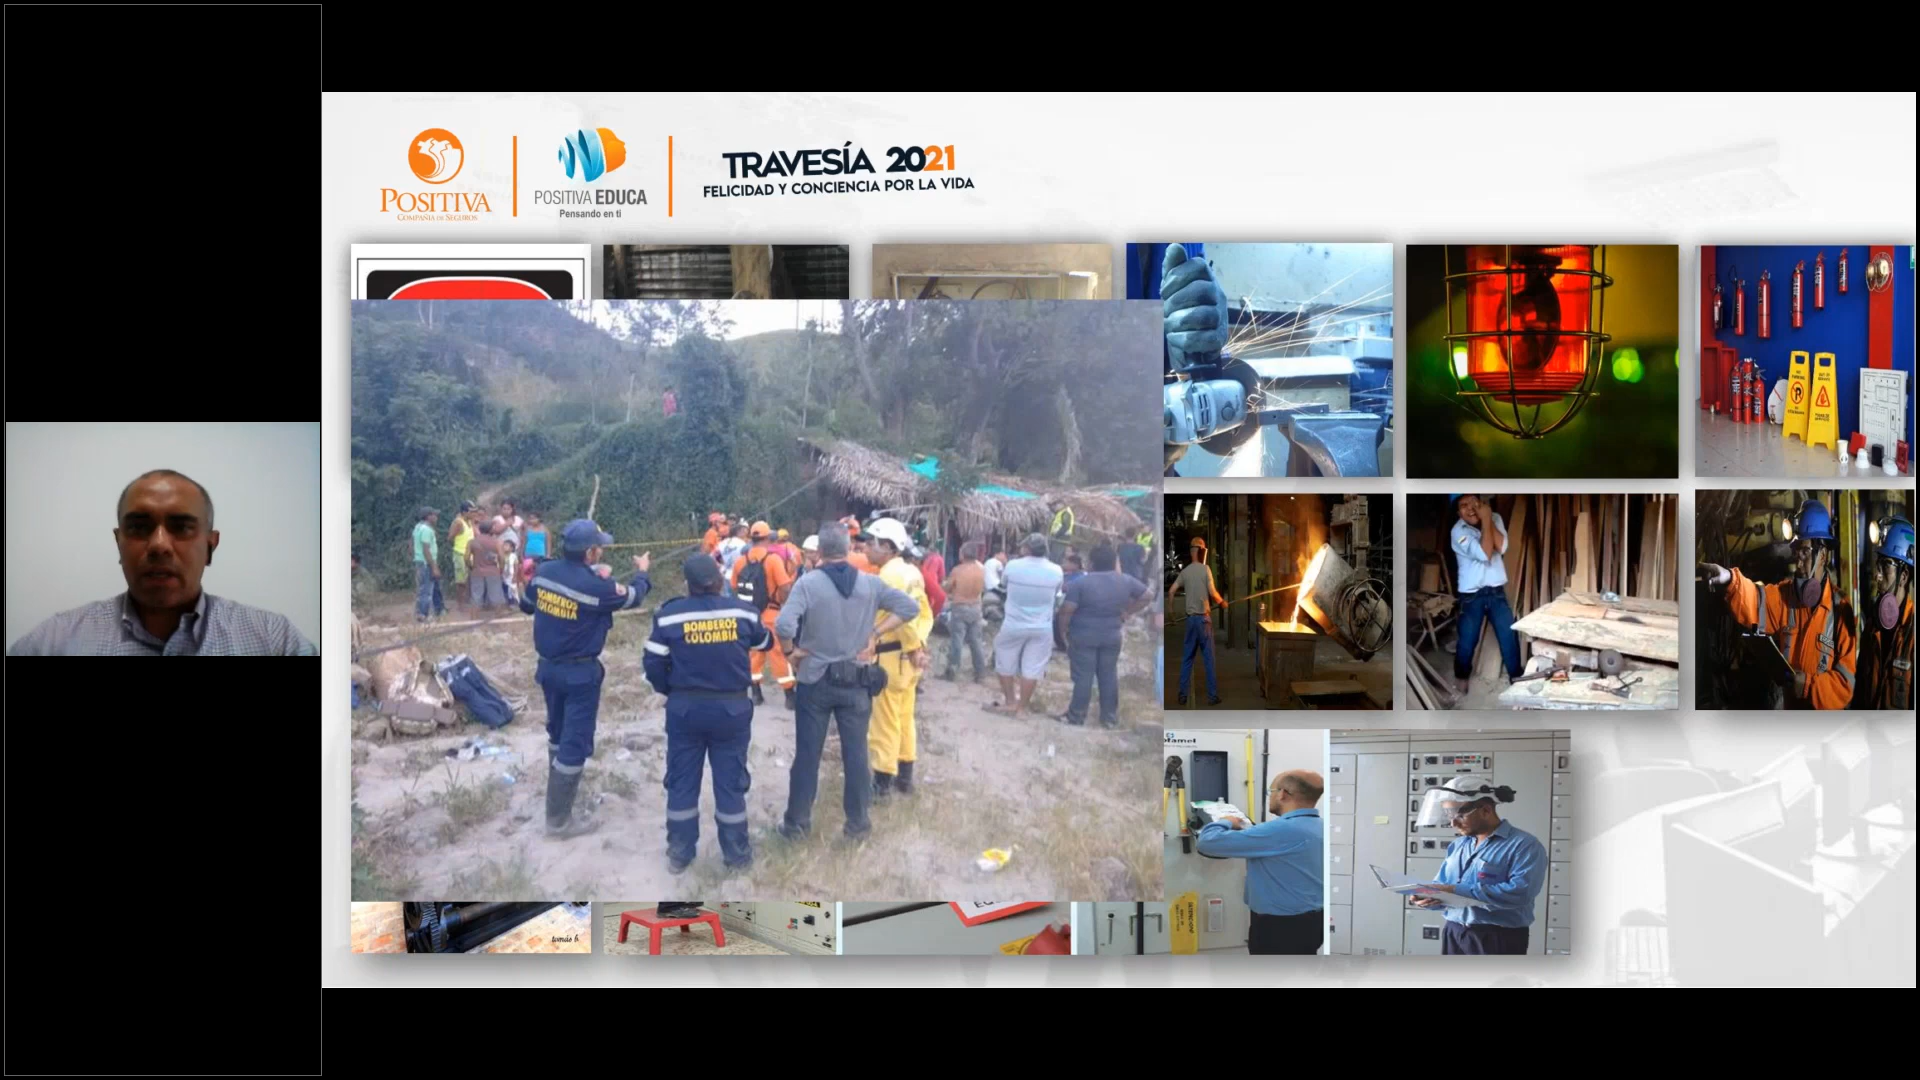 POSITIVA
COMPAÑÍA DE SEGUROS
POSITIVA EDUCA
Pensando en ti
TRAVESÍA 2021
FELICIDAD Y CONCIENCIA POR LA VIDA
BOMBEROS
COLOMBIA
BOMBEROS
COLOMBIA
tomás b.